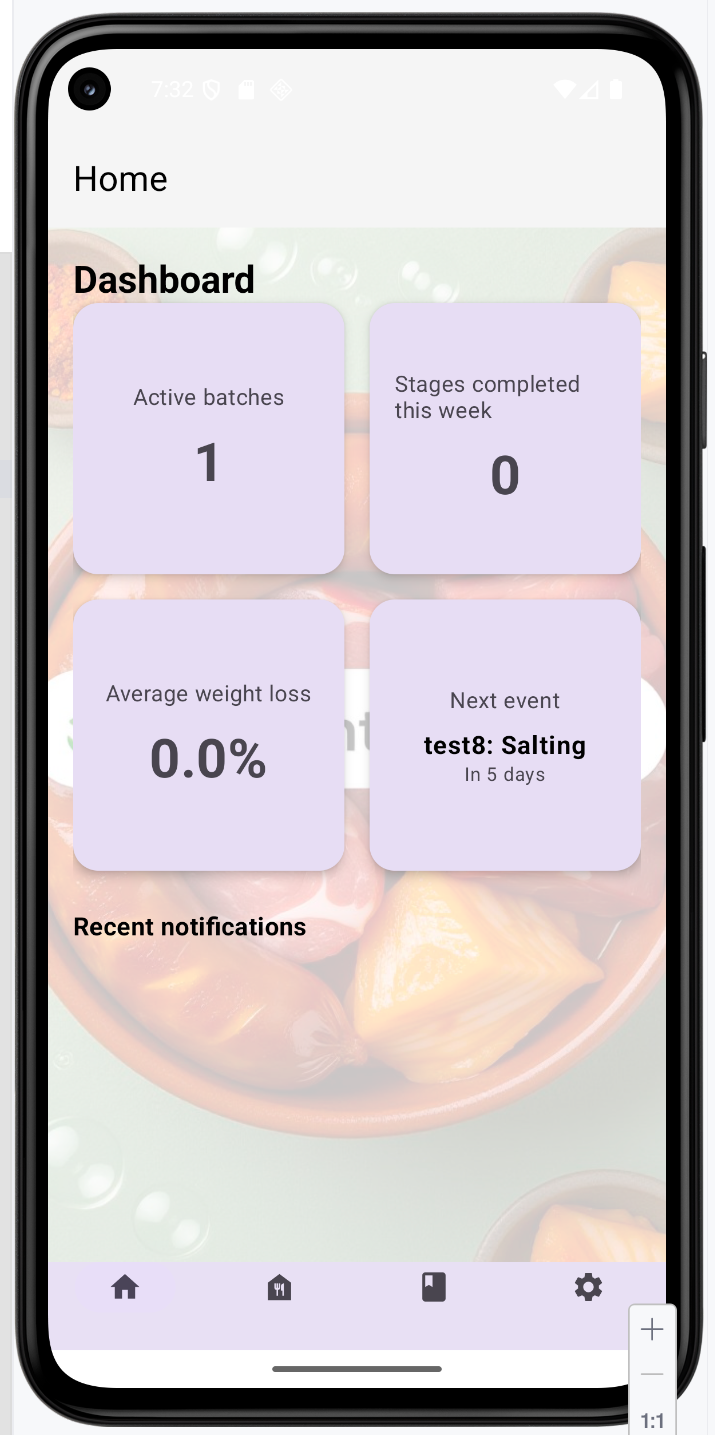 7:32
Home
Dashboard
Active batches
1
Stages completed
this week
0
Average weight loss
0.0%
Next event
test8: Salting
In 5 days
Recent notifications
1:1